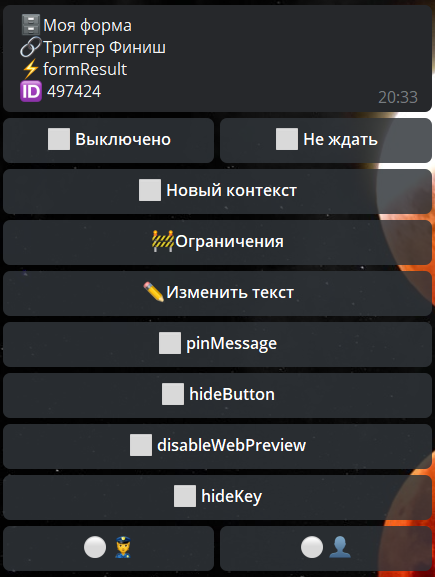 Моя форма
Триггер Финиш
formResult
ID 497424
20:33
Выключено
Не ждать
Новый контекст
Ограничения
Изменить текст
pinMessage
hideButton
disableWebPreview
hideKey